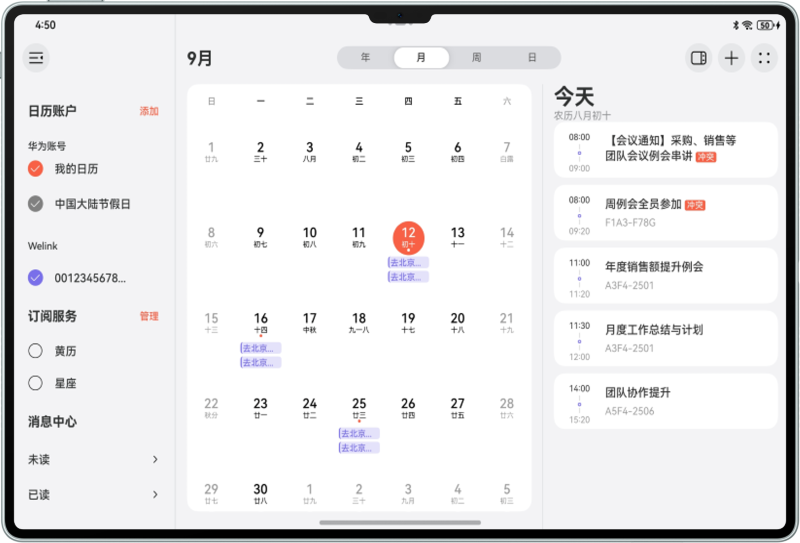 4:50
50
日历账户 添加
华为账号
我的日历
中国大陆节假日
Welink
0012345678...
订阅服务 管理
黄历
星座
消息中心
未读
已读
9月
年 月 周 日
日 一 二 三 四 五 六
1 2 3 4 5 6 7
廿九 三十 八月 初二 初三 初四 白露
8 9 10 11 12 13 14
初六 初七 初八 初九 初十 十一 十二
去北京...
去北京...
15 16 17 18 19 20 21
十三 十四 中秋 九一八 十七 十八 十九
去北京...
去北京...
22 23 24 25 26 27 28
秋分 廿一 廿二 廿三 廿四 廿五 廿六
去北京...
去北京...
29 30 1 2 3 4 5
廿七 廿八 廿九 三十 九月 初二 初三
今天
农历八月初十
08:00
【会议通知】采购、销售等
团队会议例会串讲 冲突
09:00
08:00
周例会全员参加 冲突
F1A3-F78G
09:20
11:00
年度销售额提升例会
A3F4-2501
11:20
11:30
月度工作总结与计划
A3F4-2501
12:00
14:00
团队协作提升
A5F4-2506
15:20